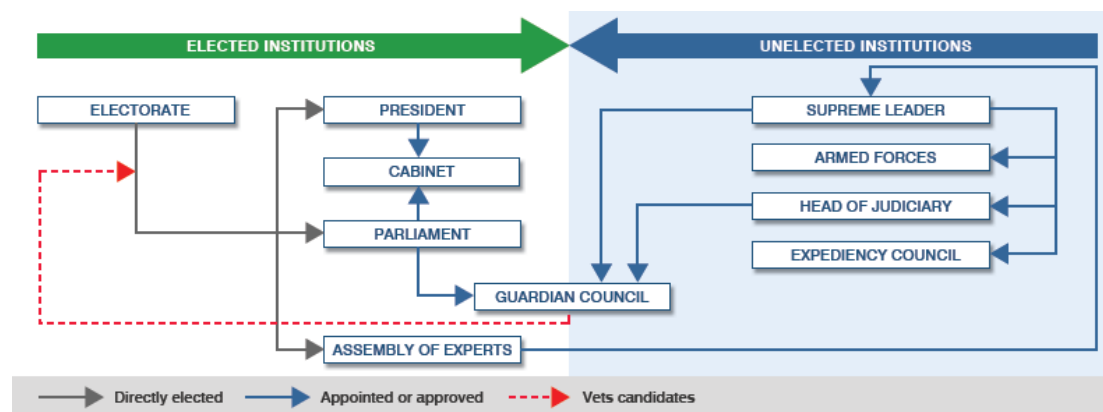 ELECTED INSTITUTIONS
UNELECTED INSTITUTIONS
ELECTORATE
PRESIDENT
SUPREME LEADER
CABINET
ARMED FORCES
PARLIAMENT
HEAD OF JUDICIARY
EXPEDIENCY COUNCIL
GUARDIAN COUNCIL
ASSEMBLY OF EXPERTS
Directly elected
Appointed or approved
Vets candidates